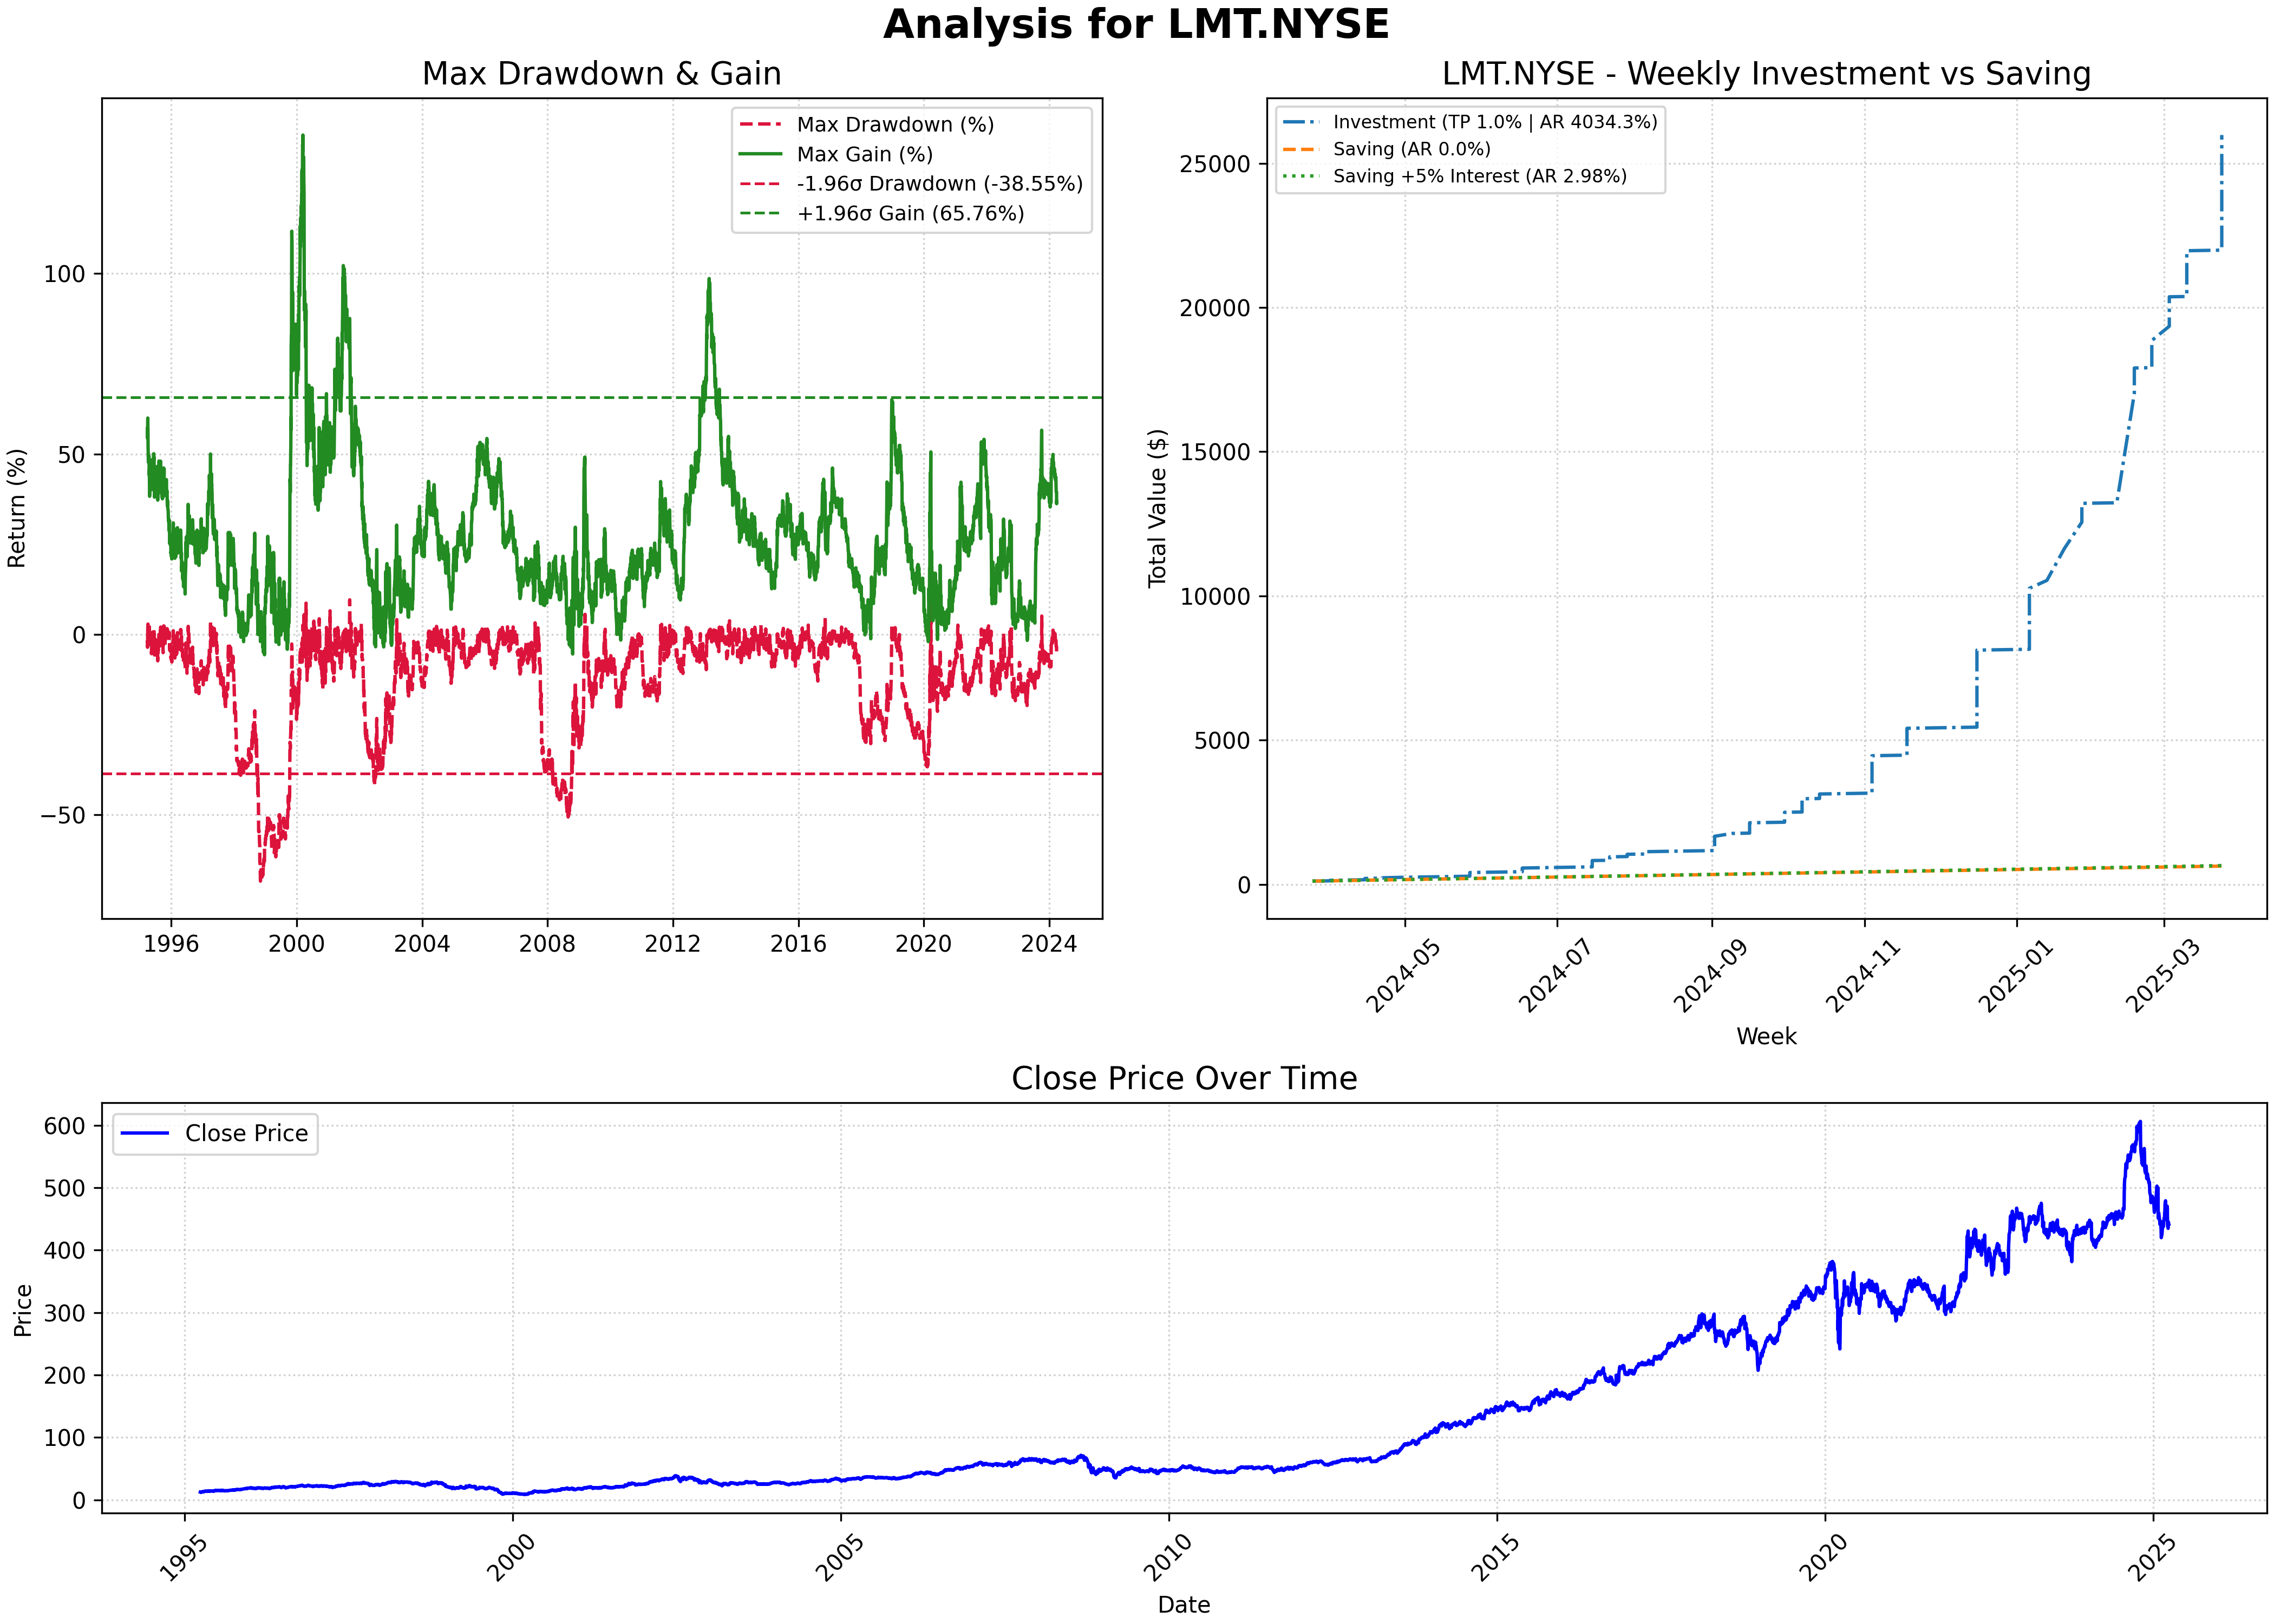 Analysis for LMT.NYSE
Max Drawdown & Gain
Return (%)
100
50
0
−50
1996 2000 2004 2008 2012 2016 2020 2024
Max Drawdown (%)
Max Gain (%)
-1.96σ Drawdown (-38.55%)
+1.96σ Gain (65.76%)
LMT.NYSE - Weekly Investment vs Saving
Total Value ($)
25000
20000
15000
10000
5000
0
Investment (TP 1.0% | AR 4034.3%)
Saving (AR 0.0%)
Saving +5% Interest (AR 2.98%)
2024-05 2024-07 2024-09 2024-11 2025-01 2025-03
Week
Close Price Over Time
Price
600
500
400
300
200
100
0
Close Price
1995 2000 2005 2010 2015 2020 2025
Date